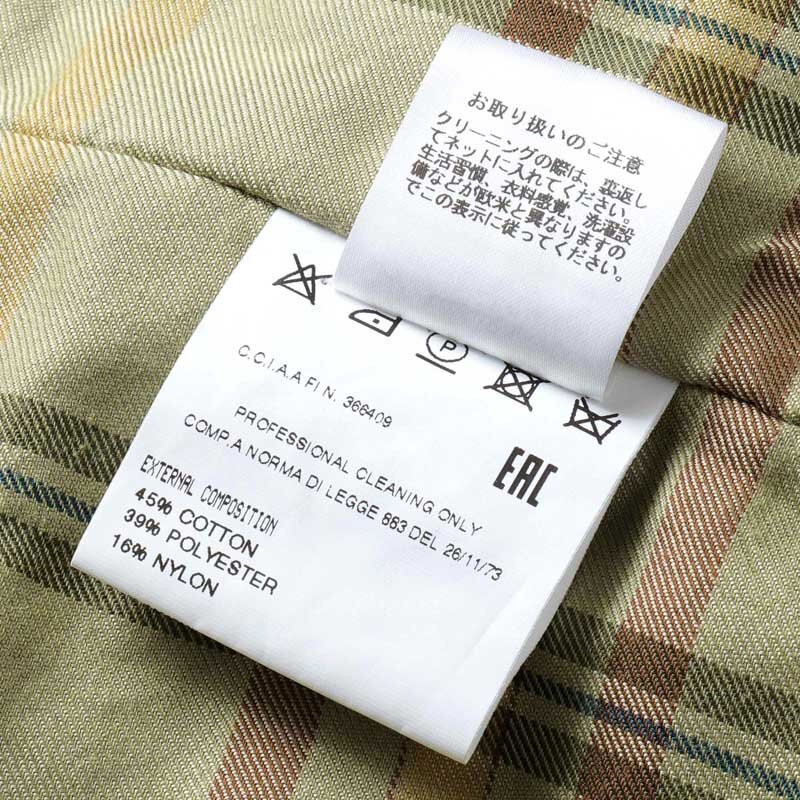 お取り扱いのご注意
クリーニングの際は、裏返し
てネットに入れてください。
生活習慣、衣料感費、洗濯設
備などが欧米と異なりますの
でこの表示に従ってください。
P
C.C.I.A.A FI N. 366409
PROFESSIONAL CLEANING ONLY
COMP.A NORMA DI LEGGE 883 DEL 26/11/73
EAC
EXTERNAL COMPOSITION
45% COTTON
39% POLYESTER
16% NYLON